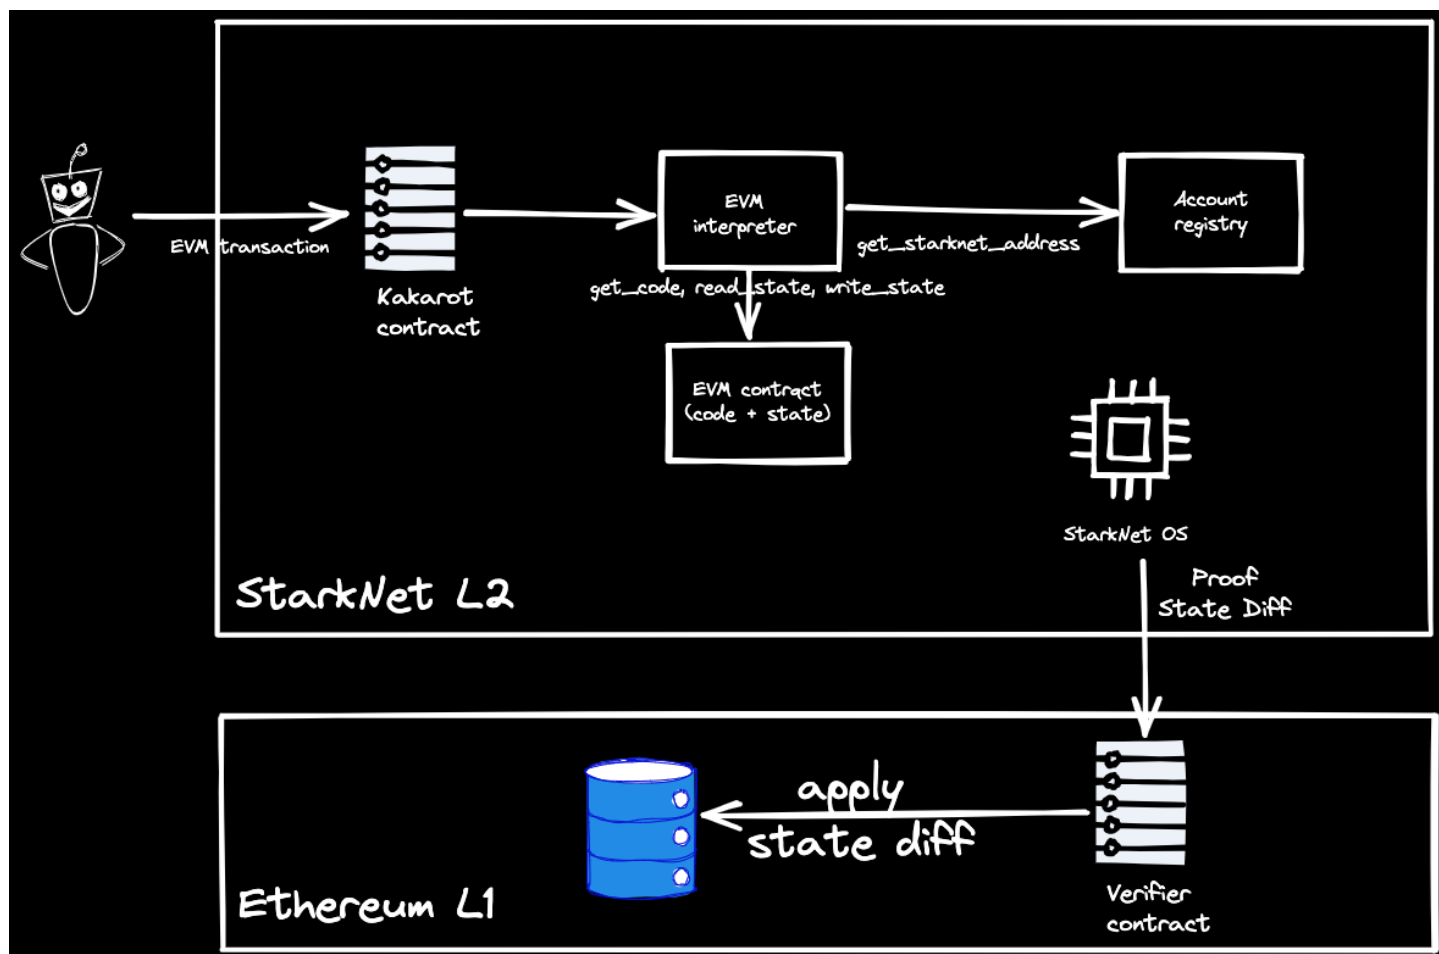 EVM
interpreter
Account
registry
EVM transaction
get_starknet_address
Kakarot
contract
get_code, read_state, write_state
EVM contract
(code + state)
StarkNet OS
Proof
State Diff
StarkNet L2
apply
state diff
Verifier
contract
Ethereum L1